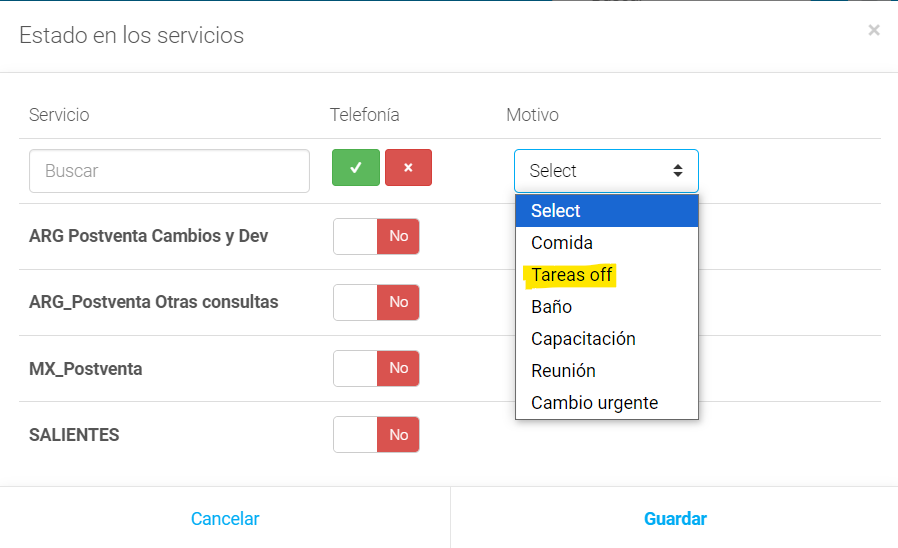 Estado en los servicios
×
Servicio Telefonía Motivo
Buscar Select
Select
Comida
Tareas off
Baño
Capacitación
Reunión
Cambio urgente
ARG Postventa Cambios y Dev No
ARG_Postventa Otras consultas No
MX_Postventa No
SALIENTES No
Cancelar Guardar